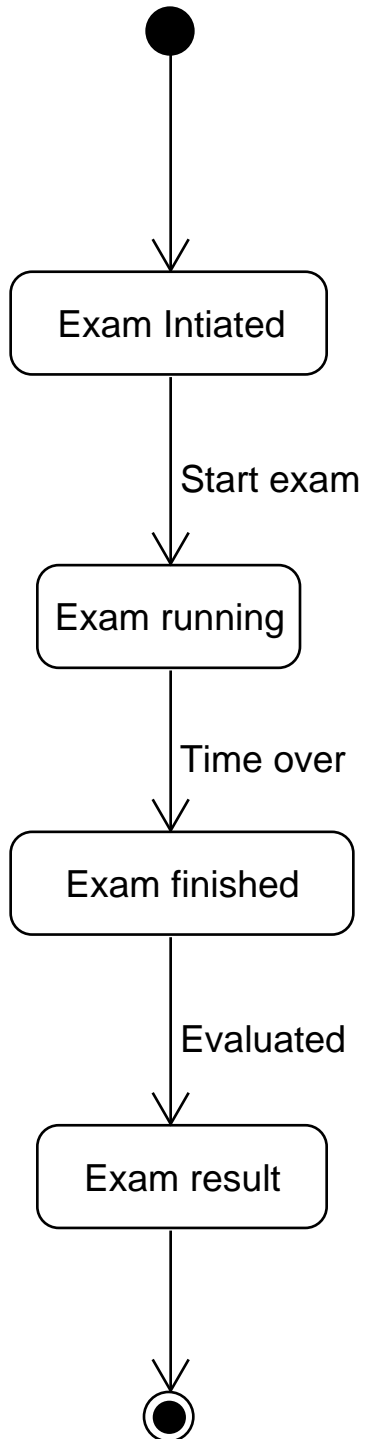 Exam Intiated
Start exam
Exam running
Time over
Exam finished
Evaluated
Exam result